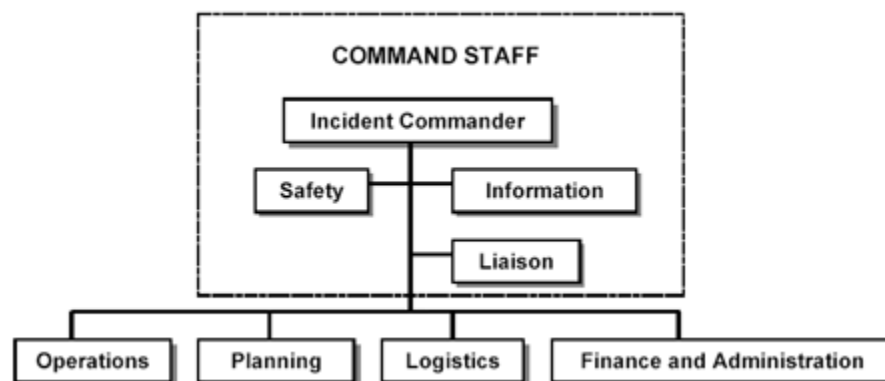 COMMAND STAFF
Incident Commander
Safety
Information
Liaison
Operations
Planning
Logistics
Finance and Administration